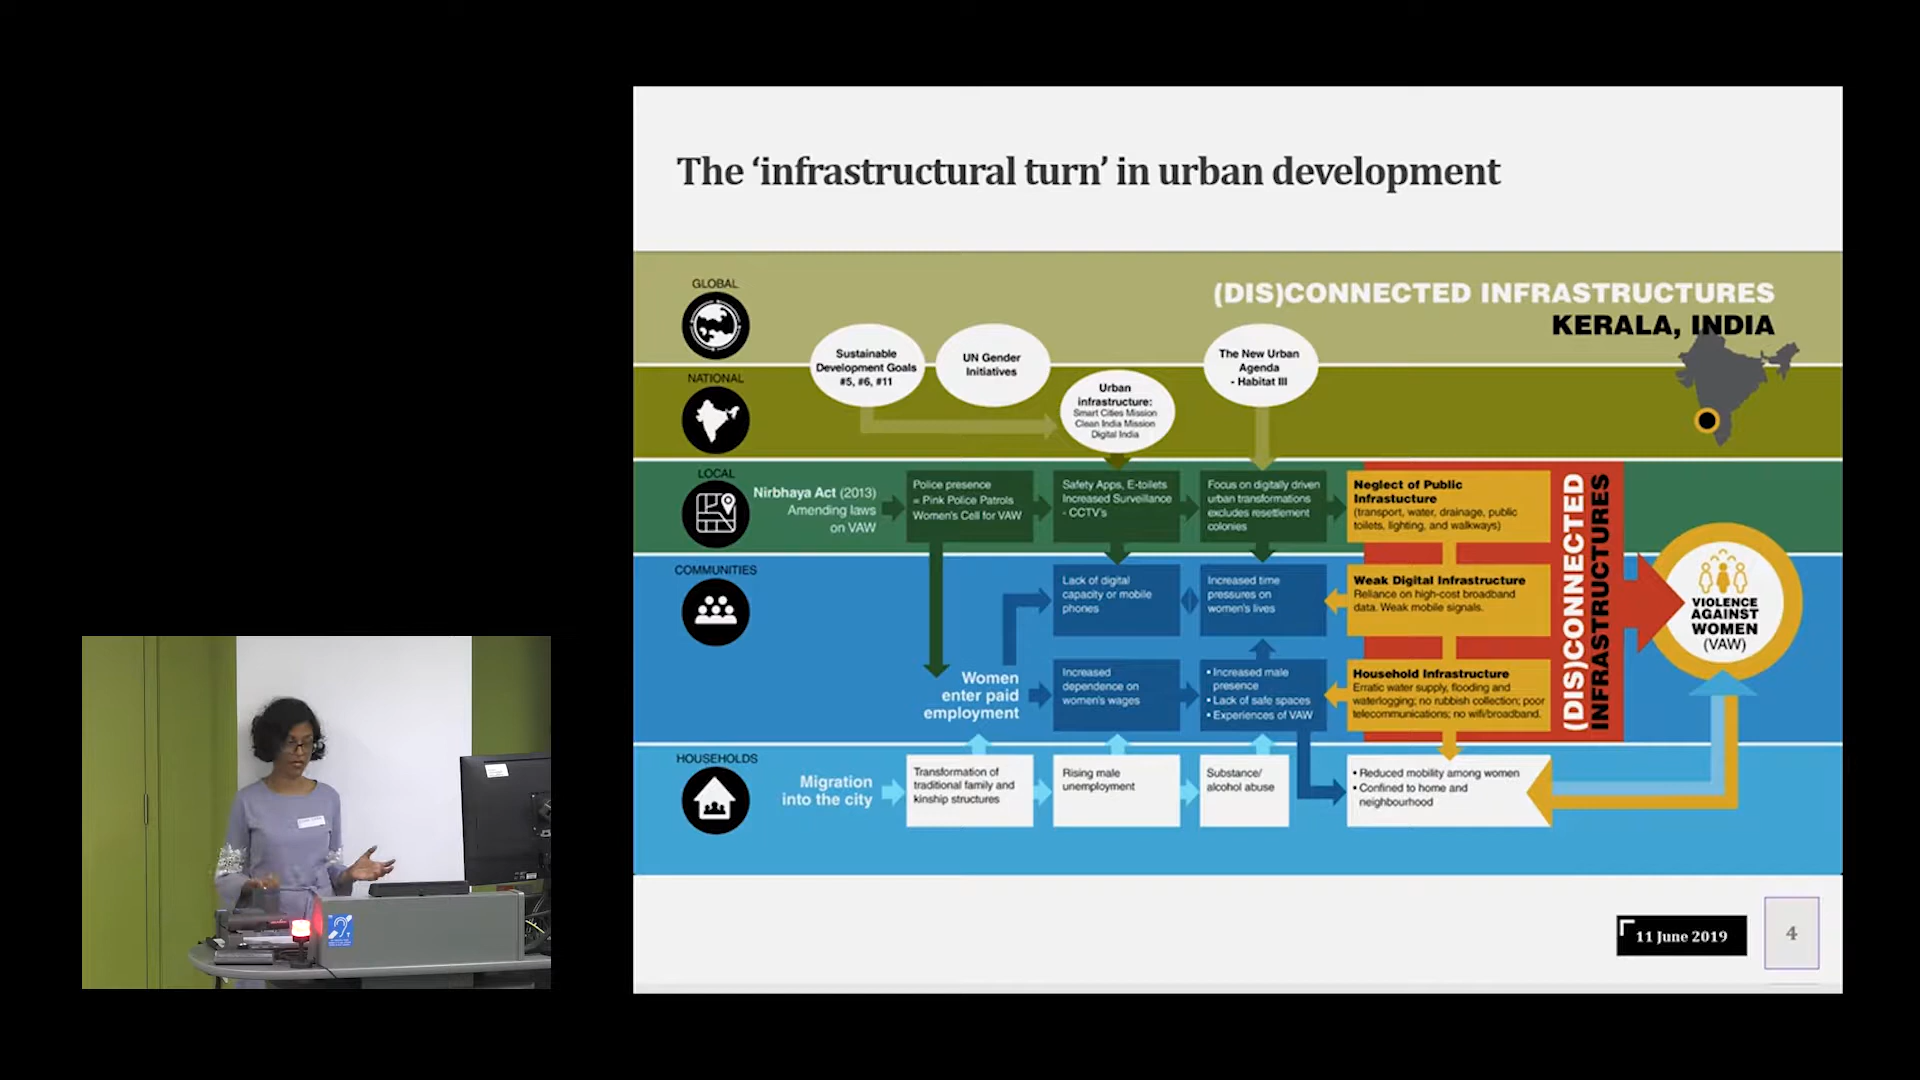 The ‘infrastructural turn’ in urban development
GLOBAL
(DIS)CONNECTED INFRASTRUCTURES
KERALA, INDIA
Sustainable
Development Goals
#5, #6, #11
UN Gender
Initiatives
The New Urban
Agenda
- Habitat III
NATIONAL
Urban
infrastructure:
Smart Cities Mission
Clean India Mission
Digital India
LOCAL
Nirbhaya Act (2013)
Amending laws
on VAW
Police presence
= Pink Police Patrols
Women's Cell for VAW
Safety Apps, E-toilets
Increased Surveillance
- CCTV's
Focus on digitally driven
urban transformations
excludes resettlement
colonies
Neglect of Public
Infrastucture
(transport, water, drainage, public
toilets, lighting, and walkways)
COMMUNITIES
Lack of digital
capacity or mobile
phones
Increased time
pressures on
women's lives
Weak Digital Infrastructure
Reliance on high-cost broadband
data. Weak mobile signals.
Women
enter paid
employment
Increased
dependence on
women's wages
• Increased male
presence
• Lack of safe spaces
• Experiences of VAW
Household Infrastructure
Erratic water supply, flooding and
waterlogging; no rubbish collection; poor
telecommunications; no wifi/broadband.
(DIS)CONNECTED
INFRASTRUCTURES
VIOLENCE
AGAINST
WOMEN
(VAW)
HOUSEHOLDS
Migration
into the city
Transformation of
traditional family and
kinship structures
Rising male
unemployment
Substance/
alcohol abuse
• Reduced mobility among women
• Confined to home and
neighbourhood
11 June 2019
4